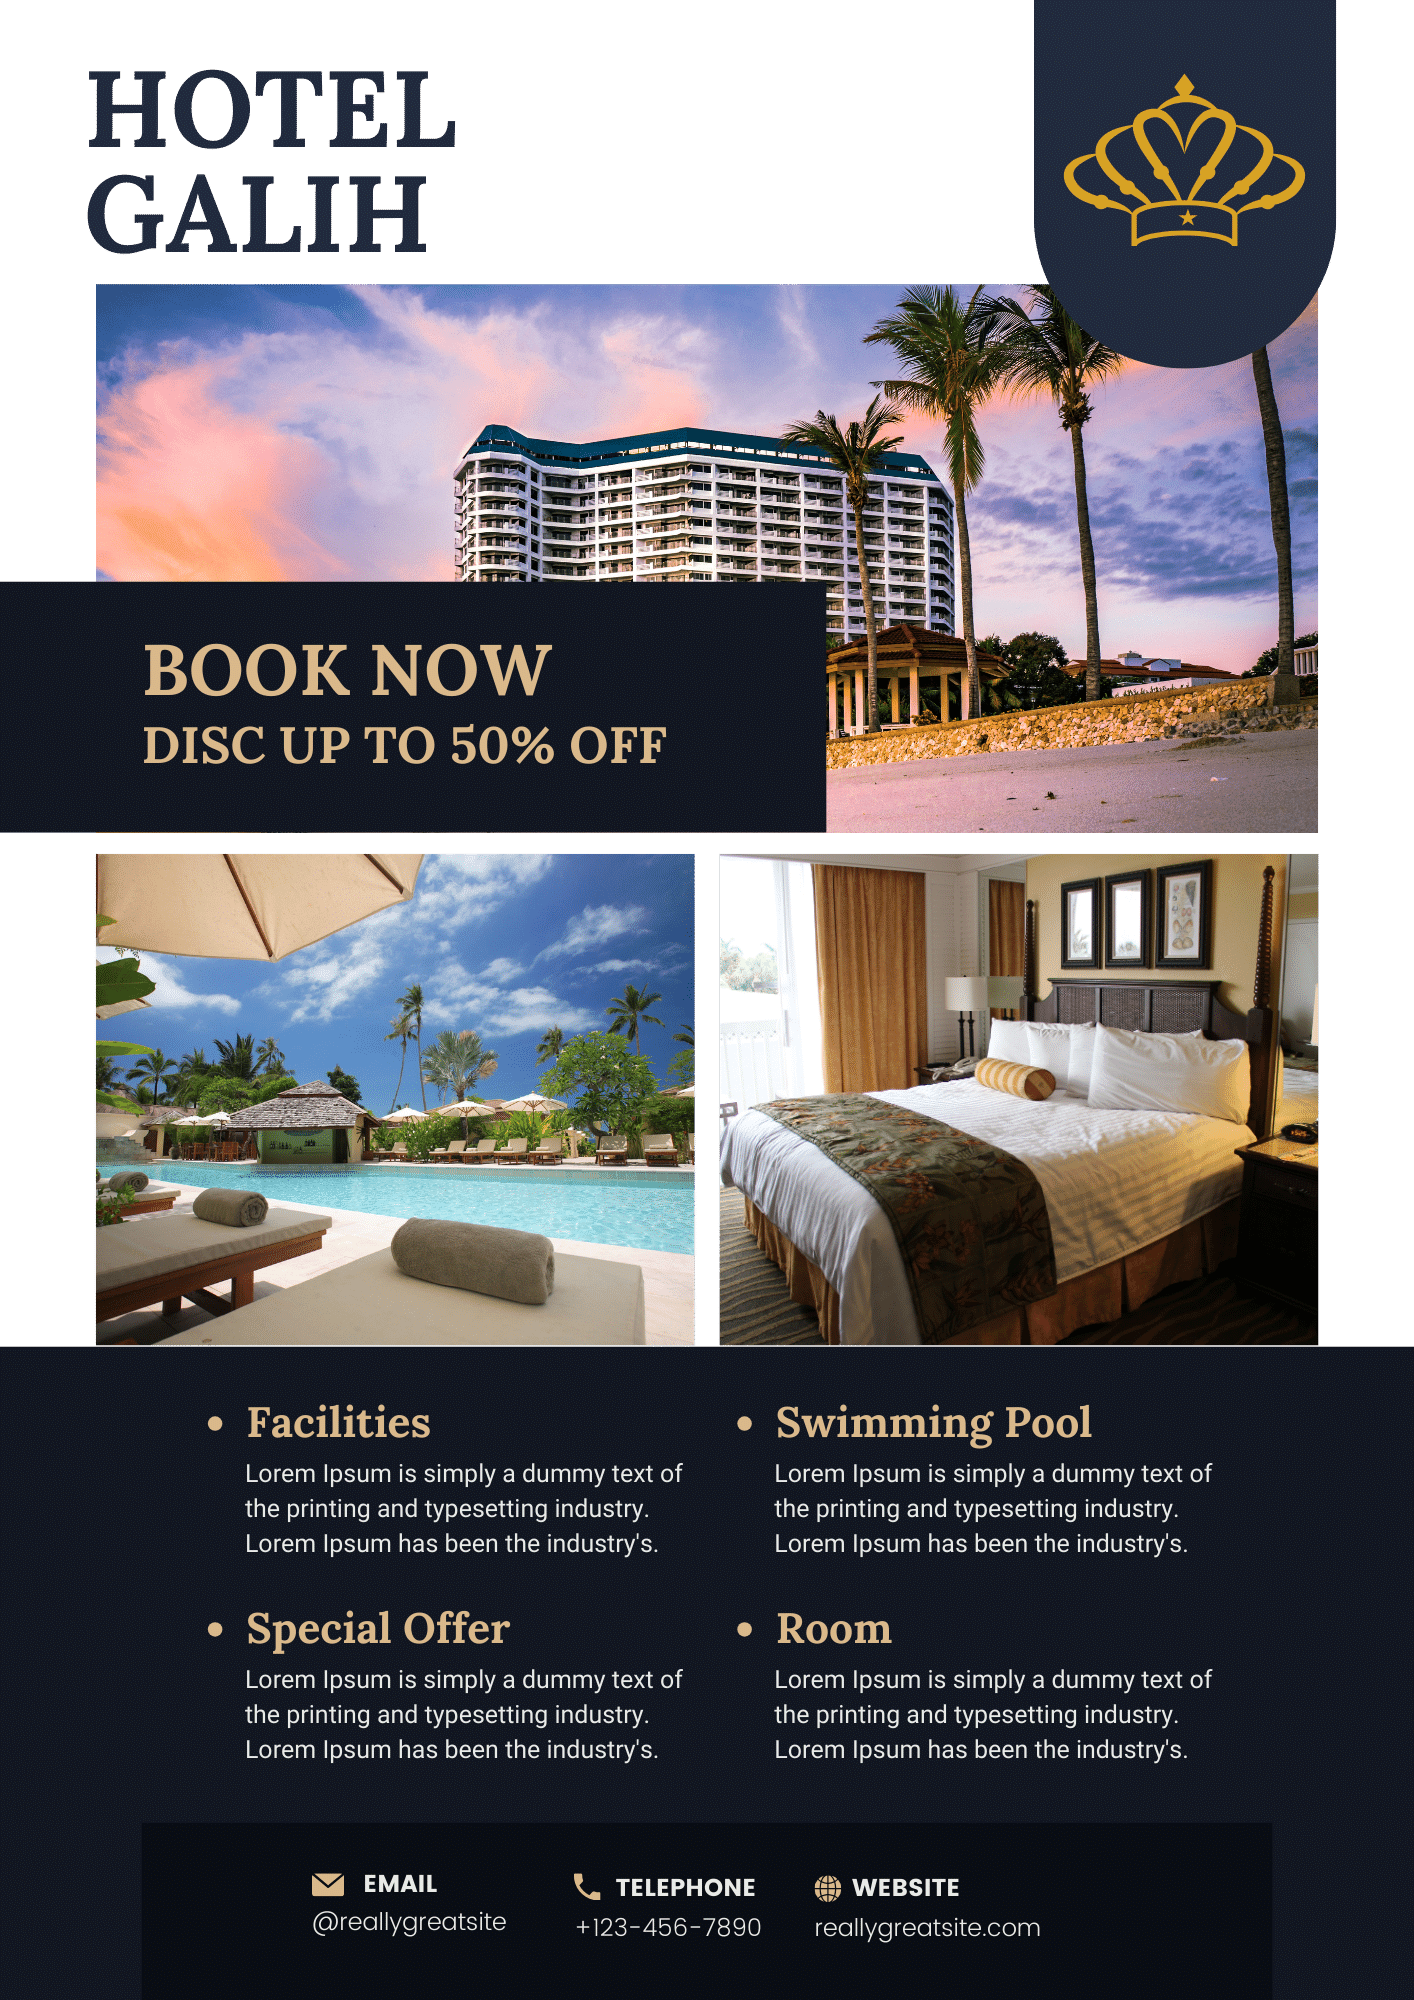 HOTEL
GALIH
BOOK NOW
DISC UP TO 50% OFF
• Facilities
Lorem Ipsum is simply a dummy text of
the printing and typesetting industry.
Lorem Ipsum has been the industry's.
• Swimming Pool
Lorem Ipsum is simply a dummy text of
the printing and typesetting industry.
Lorem Ipsum has been the industry's.
• Special Offer
Lorem Ipsum is simply a dummy text of
the printing and typesetting industry.
Lorem Ipsum has been the industry's.
• Room
Lorem Ipsum is simply a dummy text of
the printing and typesetting industry.
Lorem Ipsum has been the industry's.
EMAIL
@reallygreatsite
TELEPHONE
+123-456-7890
WEBSITE
reallygreatsite.com